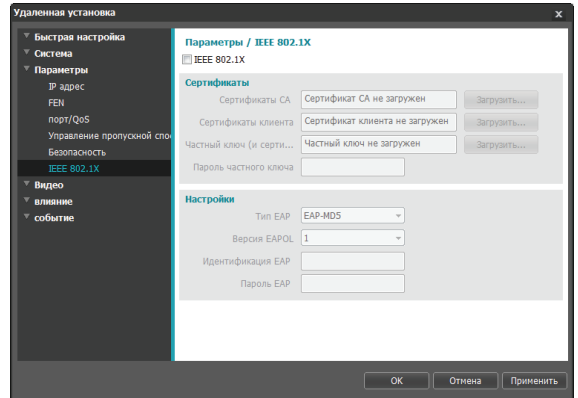 Удаленная установка
x
Быстрая настройка
Система
Параметры
IP адрес
FEN
порт/QoS
Управление пропускной спо
Безопасность
IEEE 802.1X
Видео
влияние
событие
Параметры / IEEE 802.1X
IEEE 802.1X
Сертификаты
Сертификаты CA Сертификат CA не загружен Загрузить...
Сертификаты клиента Сертификат клиента не загружен Загрузить...
Частный ключ (и серти... Частный ключ не загружен Загрузить...
Пароль частного ключа
Настройки
Тип EAP EAP-MD5
Версия EAPOL 1
Идентификация EAP
Пароль EAP
OK Отмена Применить